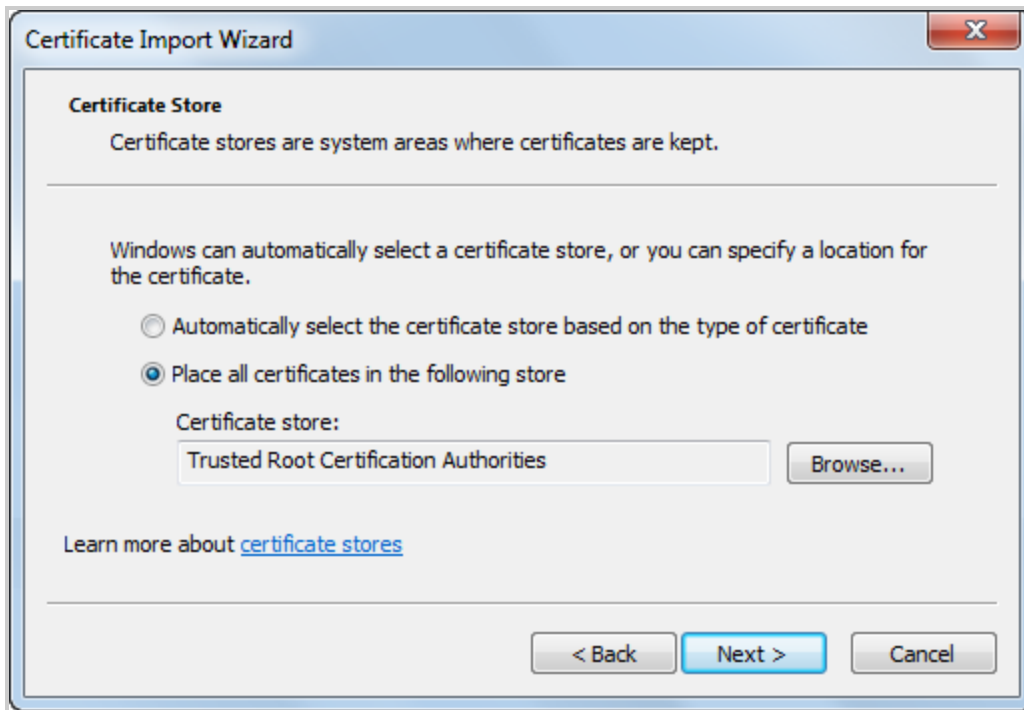 Certificate Import Wizard
Certificate Store
Certificate stores are system areas where certificates are kept.
Windows can automatically select a certificate store, or you can specify a location for
the certificate.
Automatically select the certificate store based on the type of certificate
Place all certificates in the following store
Certificate store:
Trusted Root Certification Authorities
Browse...
Learn more about certificate stores
< Back
Next >
Cancel